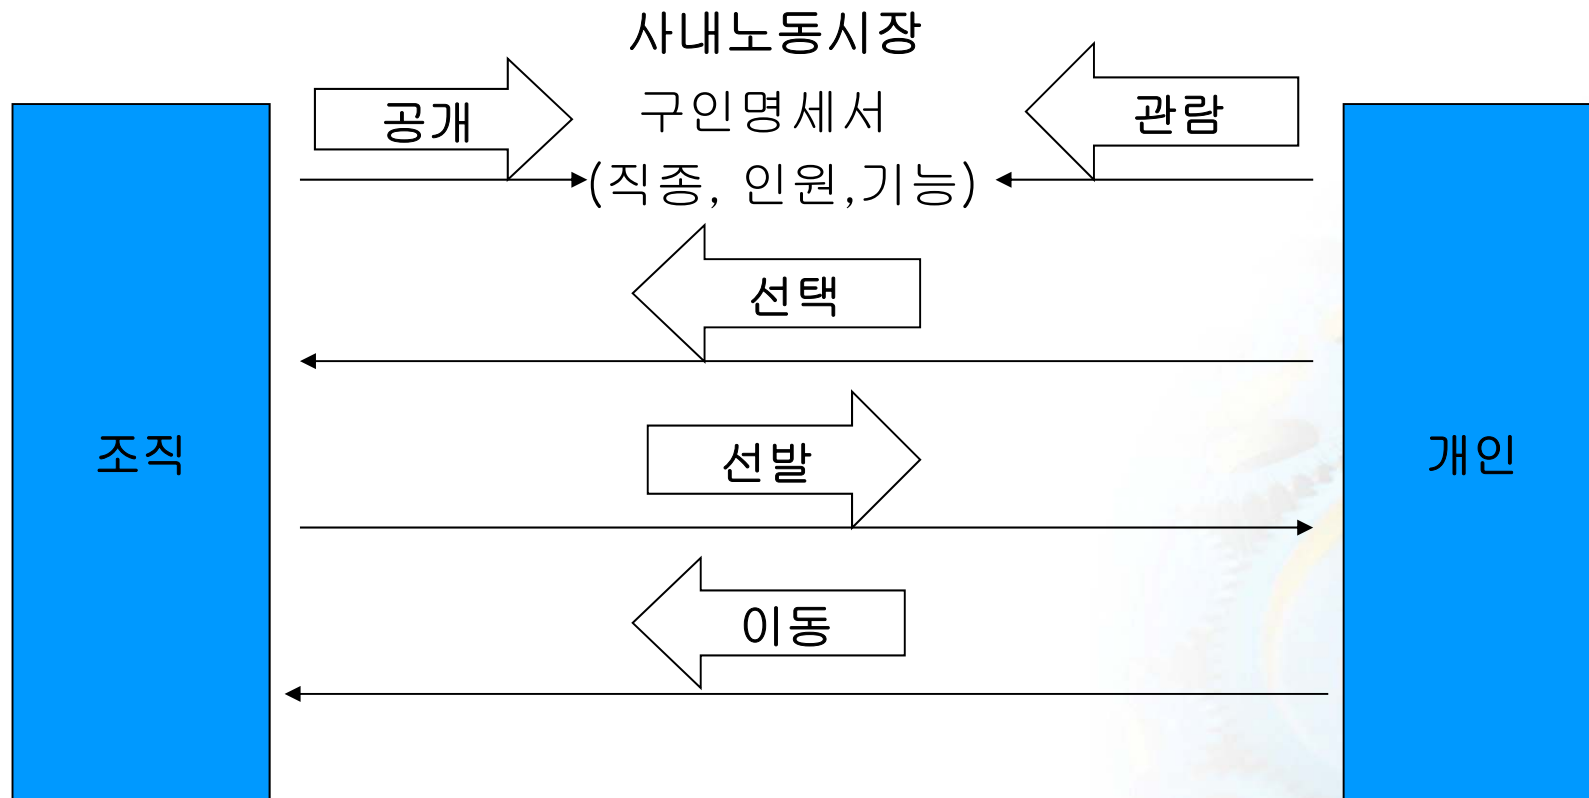 사내노동시장
공개
구인명세서
관람
(직종, 인원,기능)
선택
조직
선발
개인
이동